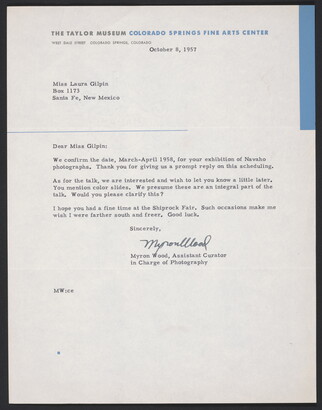 THE TAYLOR MUSEUM COLORADO SPRINGS FINE ARTS CENTER
WEST DALE STREET COLORADO SPRINGS, COLORADO
October 8, 1957
Miss Laura Gilpin
Box 1173
Santa Fe, New Mexico
Dear Miss Gilpin:
We confirm the date, March-April 1958, for your exhibition of Navaho
photographs. Thank you for giving us a prompt reply on this scheduling.
As for the talk, we are interested and wish to let you know a little later.
You mention color slides. We presume these are an integral part of the
talk. Would you please clarify this?
I hope you had a fine time at the Shiprock Fair. Such occasions make me
wish I were farther south and freer. Good luck.
Sincerely,
Myron Wood
Myron Wood, Assistant Curator
in Charge of Photography
MW:ce